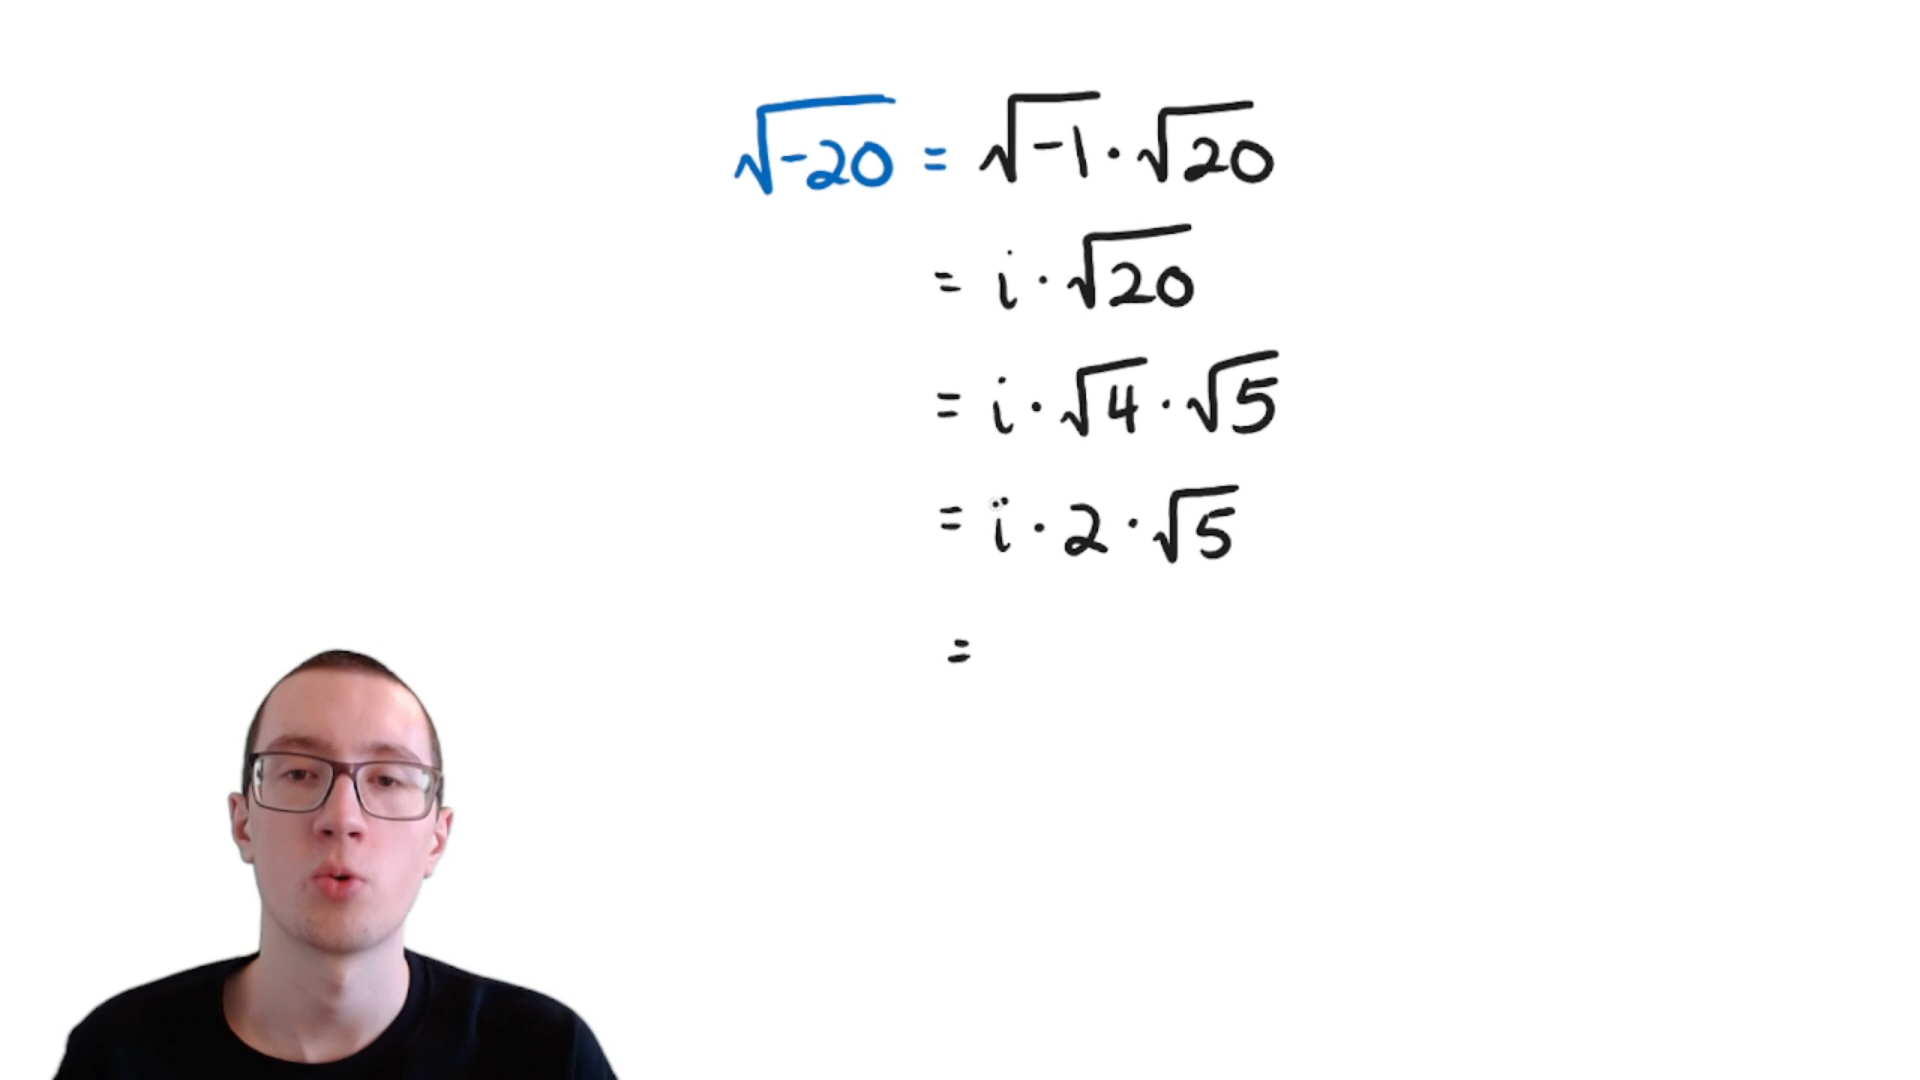 √-20 = √-1 · √20
= i · √20
= i · √4 · √5
= i · 2 · √5
=